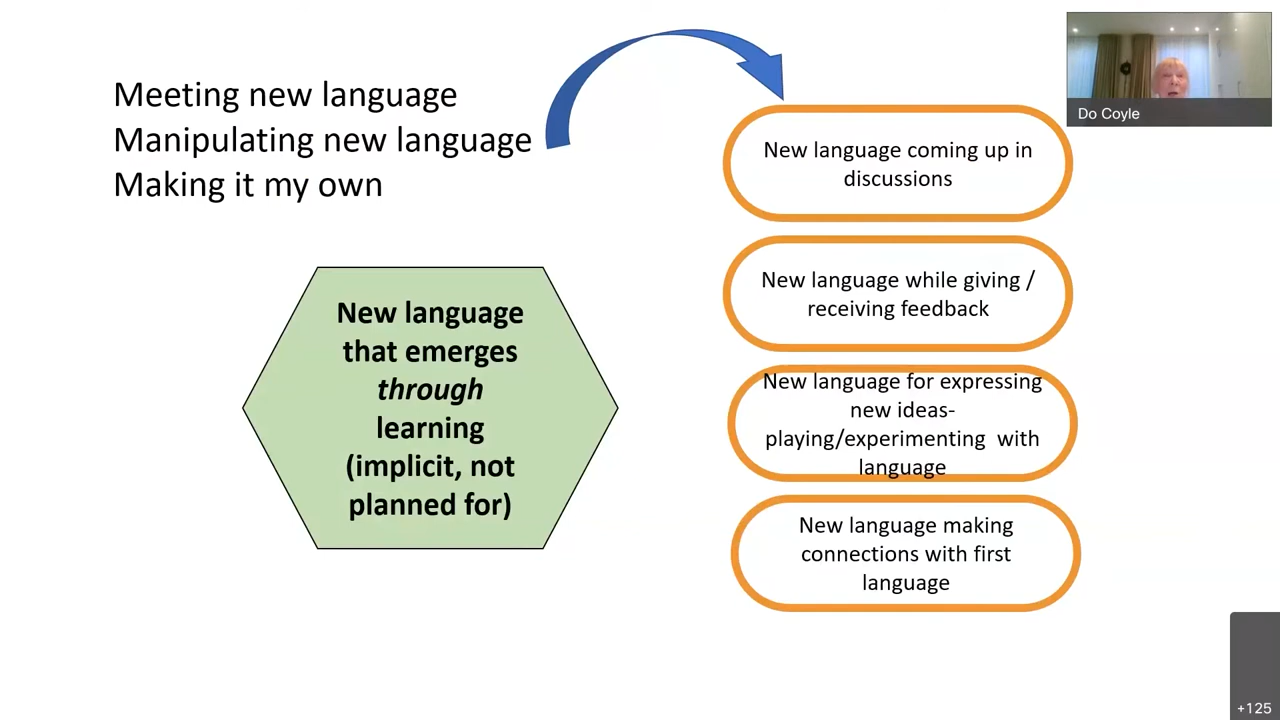 Meeting new language
Manipulating new language
Making it my own
New language
that emerges
through
learning
(implicit, not
planned for)
New language coming up in
discussions
New language while giving /
receiving feedback
New language for expressing
new ideas-
playing/experimenting with
language
New language making
connections with first
language
Do Coyle
+125